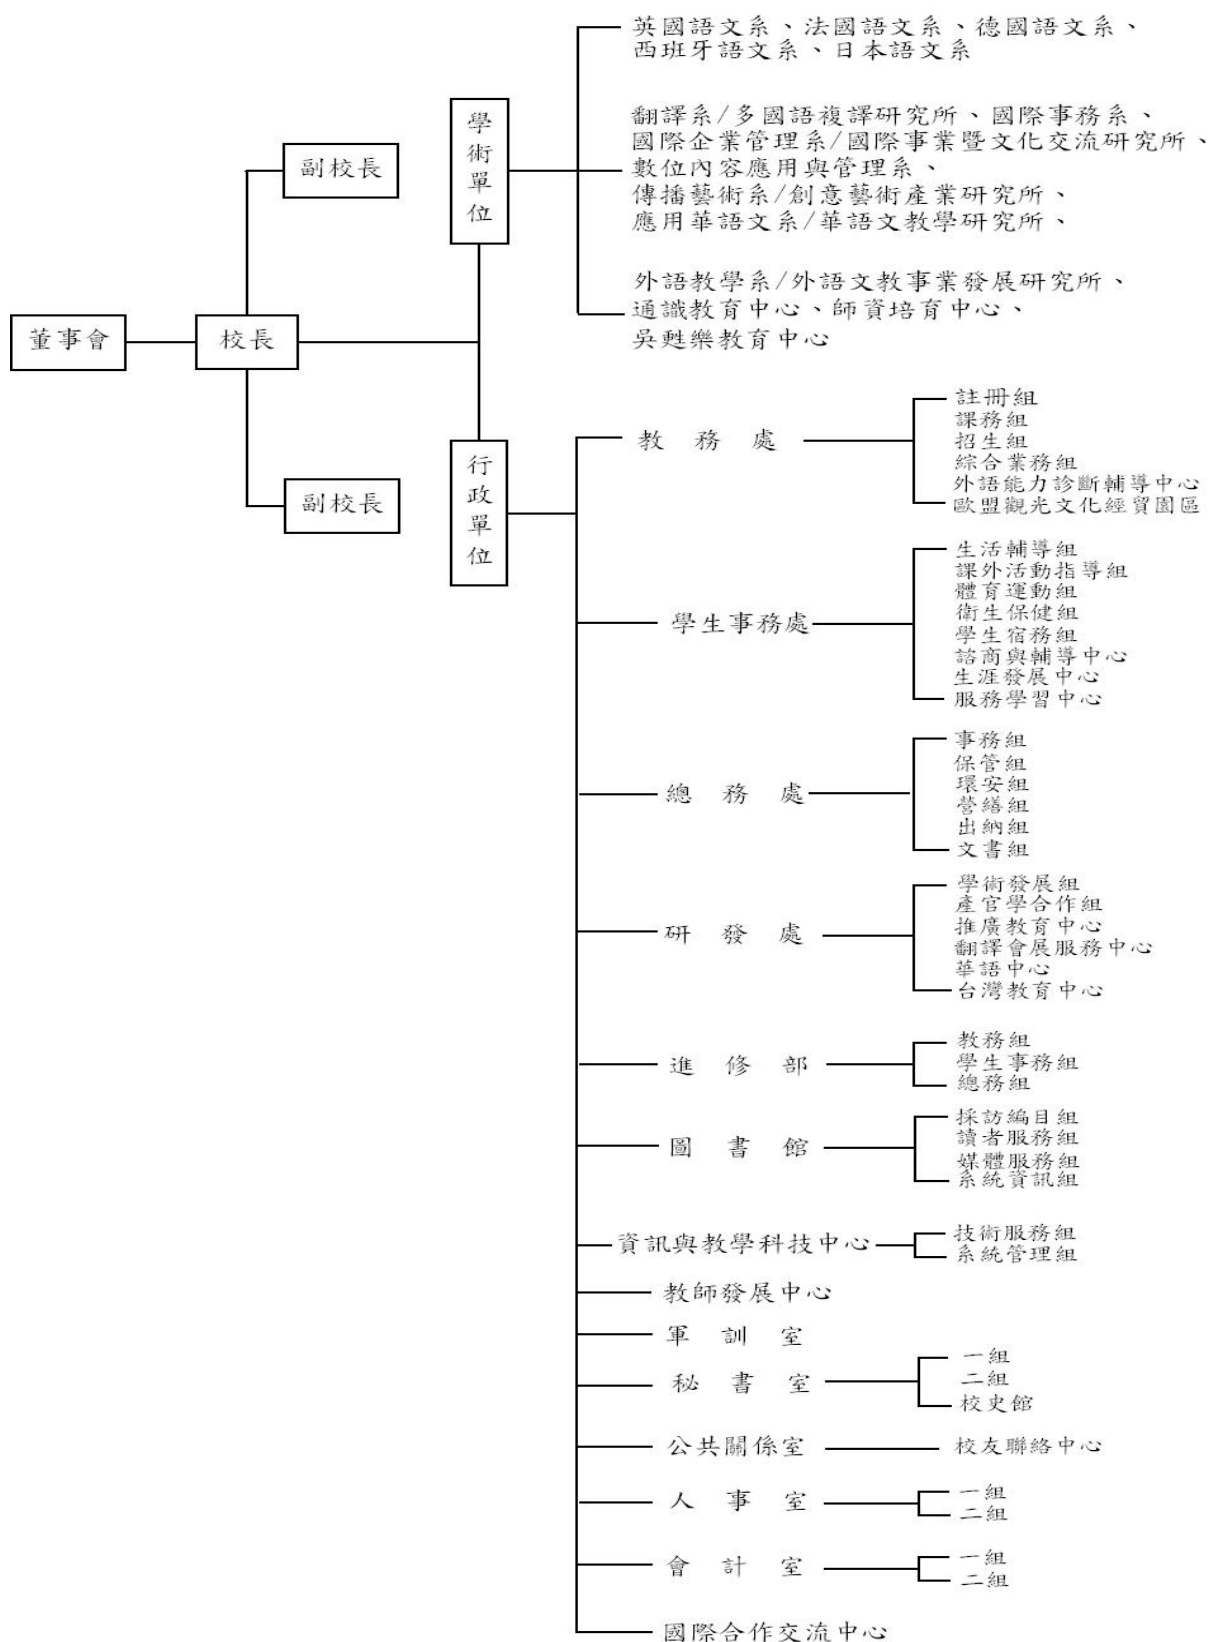 董事會
校長
副校長
副校長
學術單位
英國語文系、法國語文系、德國語文系、
西班牙語文系、日本語文系
翻譯系/多國語複譯研究所、國際事務系、
國際企業管理系/國際事業暨文化交流研究所、
數位內容應用與管理系、
傳播藝術系/創意藝術產業研究所、
應用華語文系/華語文教學研究所、
外語教學系/外語文教事業發展研究所、
通識教育中心、師資培育中心、
吳甦樂教育中心
行政單位
教務處
註冊組
課務組
招生組
綜合業務組
外語能力診斷輔導中心
歐盟觀光文化經貿園區
學生事務處
生活輔導組
課外活動指導組
體育運動組
衛生保健組
學生宿務組
諮商與輔導中心
生涯發展中心
服務學習中心
總務處
事務組
保管組
環安組
營繕組
出納組
文書組
研發處
學術發展組
產官學合作組
推廣教育中心
翻譯會展服務中心
華語中心
台灣教育中心
進修部
教務組
學生事務組
總務組
圖書館
採訪編目組
讀者服務組
媒體服務組
系統資訊組
資訊與教學科技中心
技術服務組
系統管理組
教師發展中心
軍訓室
秘書室
一組
二組
校史館
公共關係室
校友聯絡中心
人事室
一組
二組
會計室
一組
二組
國際合作交流中心